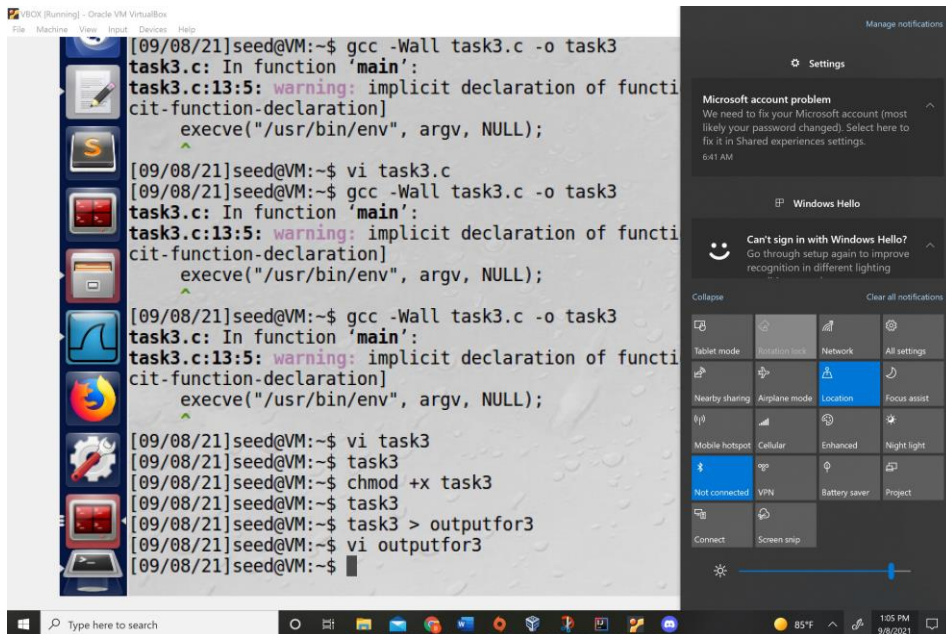 VBOX [Running] - Oracle VM VirtualBox
File Machine View Input Devices Help
[09/08/21]seed@VM:~$ gcc -Wall task3.c -o task3
task3.c: In function ‘main’:
task3.c:13:5: warning: implicit declaration of functi
cit-function-declaration]
execve("/usr/bin/env", argv, NULL);
^
[09/08/21]seed@VM:~$ vi task3.c
[09/08/21]seed@VM:~$ gcc -Wall task3.c -o task3
task3.c: In function ‘main’:
task3.c:13:5: warning: implicit declaration of functi
cit-function-declaration]
execve("/usr/bin/env", argv, NULL);
^
[09/08/21]seed@VM:~$ gcc -Wall task3.c -o task3
task3.c: In function ‘main’:
task3.c:13:5: warning: implicit declaration of functi
cit-function-declaration]
execve("/usr/bin/env", argv, NULL);
^
[09/08/21]seed@VM:~$ vi task3
[09/08/21]seed@VM:~$ task3
[09/08/21]seed@VM:~$ chmod +x task3
[09/08/21]seed@VM:~$ task3
[09/08/21]seed@VM:~$ task3 > outputfor3
[09/08/21]seed@VM:~$ vi outputfor3
[09/08/21]seed@VM:~$
Manage notifications
Settings
Microsoft account problem
We need to fix your Microsoft account (most
likely your password changed). Select here to
fix it in Shared experiences settings.
6:41 AM
Windows Hello
Can't sign in with Windows Hello?
Go through setup again to improve
recognition in different lighting
Collapse Clear all notifications
Tablet mode Rotation lock Network All settings
Nearby sharing Airplane mode Location Focus assist
Mobile hotspot Cellular Enhanced Night light
Not connected VPN Battery saver Project
Connect Screen snip
Type here to search
85°F
1:05 PM
9/8/2021